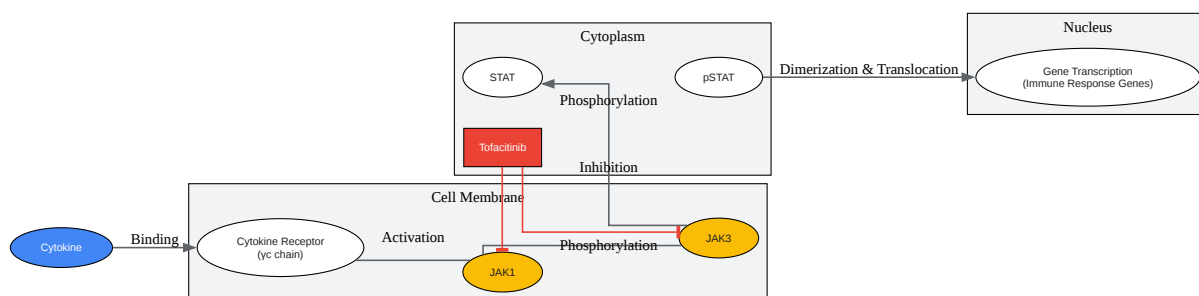 Cytoplasm
Nucleus
STAT
pSTAT
Dimerization & Translocation
Gene Transcription
(Immune Response Genes)
Phosphorylation
Tofacitinib
Inhibition
Cell Membrane
Cytokine
Binding
Cytokine Receptor
(γc chain)
Activation
Phosphorylation
JAK3
JAK1